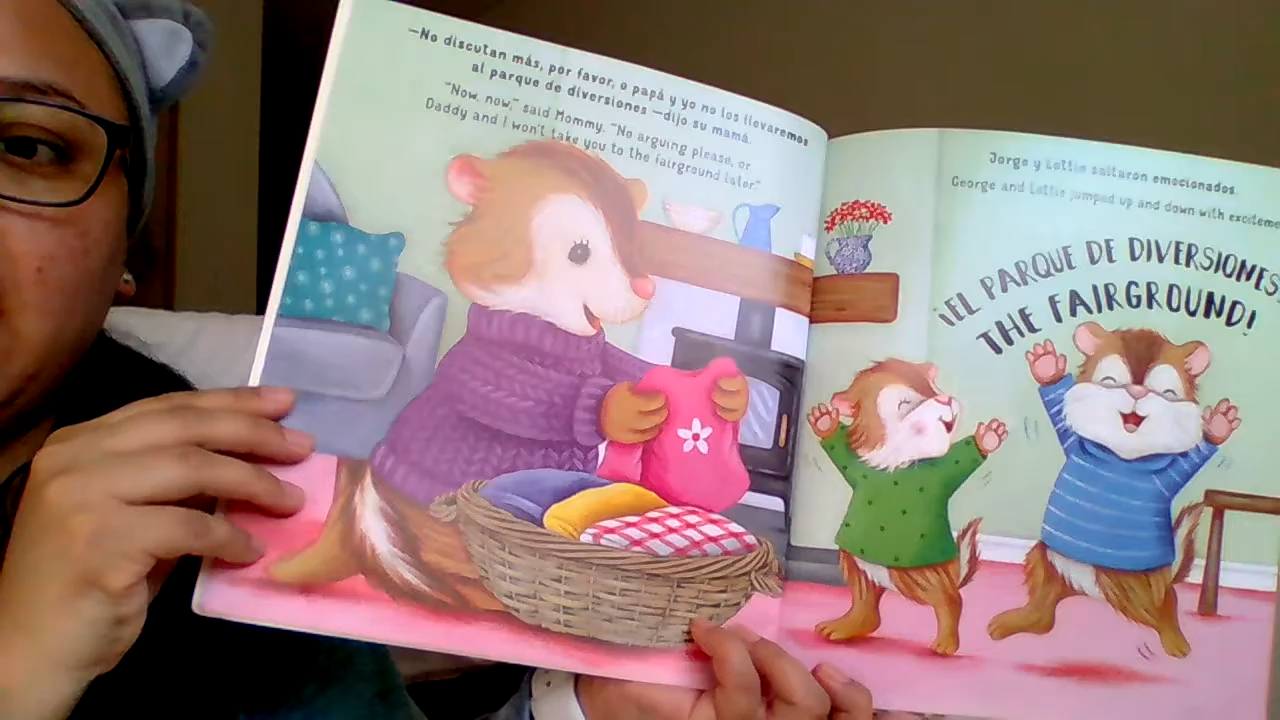 —No discutan más, por favor, o papá y yo no los llevaremos
al parque de diversiones —dijo su mamá.
"Now, now," said Mommy. "No arguing please, or
Daddy and I won't take you to the fairground later."
Jorge y Lottie saltaron emocionados.
George and Lottie jumped up and down with
¡EL PARQUE DE DIVERSIONES
THE FAIRGROUND!